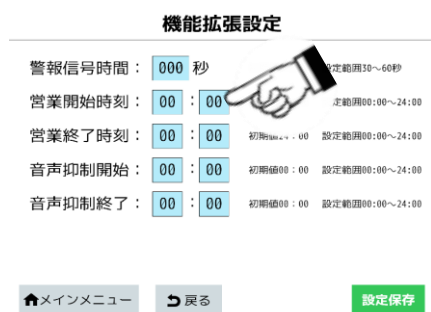 機能拡張設定
警報信号時間： 000 秒 設定範囲30～60秒
営業開始時刻： 00 : 00 定範囲00:00～24:00
営業終了時刻： 00 : 00 初期値24：00 設定範囲00:00～24:00
音声抑制開始： 00 : 00 初期値00：00 設定範囲00:00～24:00
音声抑制終了： 00 : 00 初期値00：00 設定範囲00:00～24:00
メインメニュー 戻る 設定保存